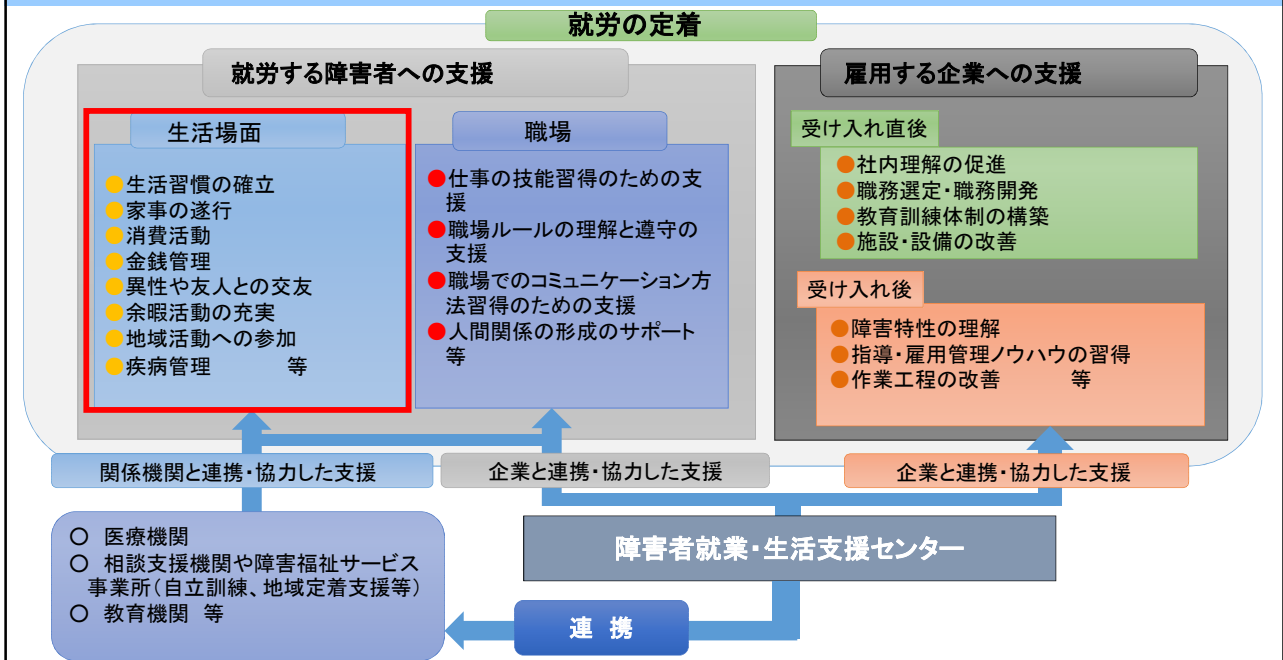 就労の定着
就労する障害者への支援
生活場面
●生活習慣の確立
●家事の遂行
●消費活動
●金銭管理
●異性や友人との交友
●余暇活動の充実
●地域活動への参加
●疾病管理　　　等
職場
●仕事の技能習得のための支
援
●職場ルールの理解と遵守の
支援
●職場でのコミュニケーション方
法習得のための支援
●人間関係の形成のサポート
等
雇用する企業への支援
受け入れ直後
●社内理解の促進
●職務選定・職務開発
●教育訓練体制の構築
●施設・設備の改善
受け入れ後
●障害特性の理解
●指導・雇用管理ノウハウの習得
●作業工程の改善　　　等
関係機関と連携・協力した支援
企業と連携・協力した支援
企業と連携・協力した支援
○ 医療機関
○ 相談支援機関や障害福祉サービス
事業所（自立訓練、地域定着支援等）
○ 教育機関 等
障害者就業・生活支援センター
連 携